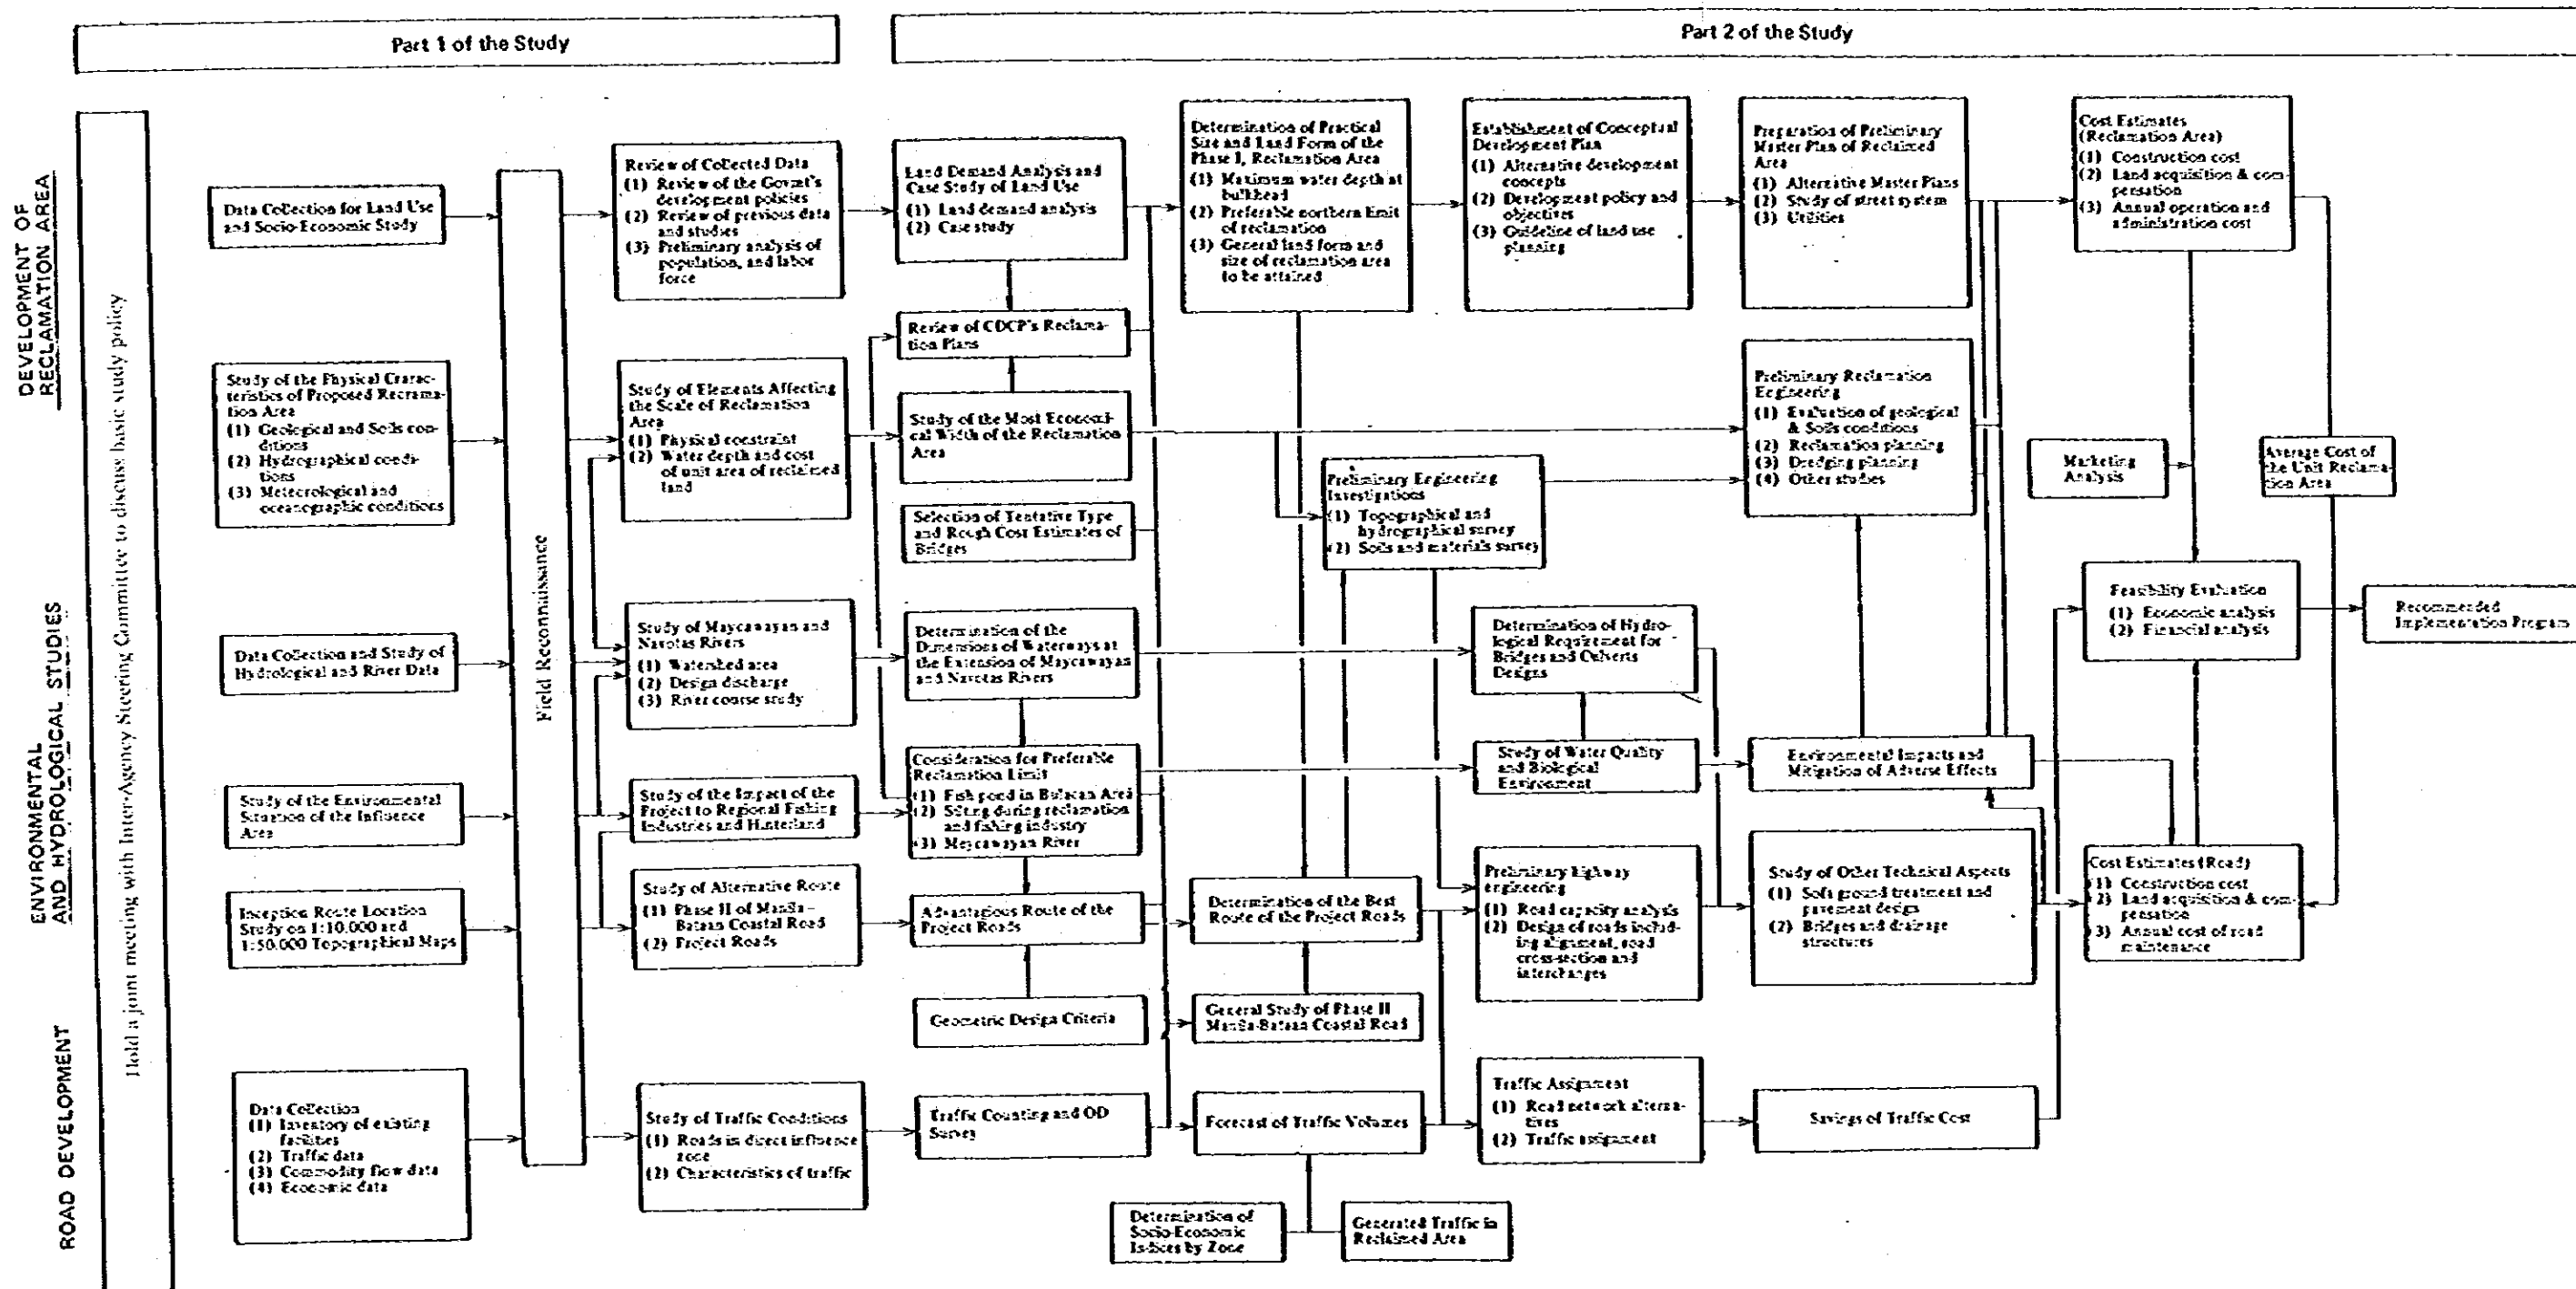 Part 1 of the Study
Part 2 of the Study
DEVELOPMENT OF
RECLAMATION AREA
ENVIRONMENTAL
AND HYDROLOGICAL STUDIES
ROAD DEVELOPMENT
Hold a joint meeting with Inter-Agency Steering Committee to discuss basic study policy
Data Collection for Land Use
and Socio-Economic Study
Study of the Physical Crarac-
teristics of Proposed Recrama-
tion Area
(1) Geological and Soils con-
ditions
(2) Hydrographical condi-
tions
(3) Meteorological and
oceanographic conditions
Data Collection and Study of
Hydrological and River Data
Study of the Environmental
Situation of the Influence
Area
Inception Route Location
Study on 1:10.000 and
1:50.000 Topographical Maps
Data Collection
(1) Inventory of existing
facilities
(2) Traffic data
(3) Commodity flow data
(4) Economic data
Field Reconnaissance
Review of Collected Data
(1) Review of the Govmt's
development policies
(2) Review of previous data
and studies
(3) Preliminary analysis of
population, and labor
force
Study of Elements Affecting
the Scale of Reclamation
Area
(1) Physical constraint
(2) Water depth and cost
of unit area of reclaimed
land
Study of Maycawayan and
Navotas Rivers
(1) Watershed area
(2) Design discharge
(3) River course study
Study of the Impact of the
Project to Regional Fishing
Industries and Hinterland
Study of Alternative Route
(1) Phase II of Manila-
Bataan Coastal Road
(2) Project Roads
Study of Traffic Conditions
(1) Roads in direct influence
zone
(2) Characteristics of traffic
Land Demand Analysis and
Case Study of Land Use
(1) Land demand analysis
(2) Case study
Review of CDCP's Reclama-
tion Plans
Study of the Most Economi-
cal Width of the Reclamation
Area
Selection of Tentative Type
and Rough Cost Estimates of
Bridges
Determination of the
Dimensions of Waterways at
the Extension of Maycawayan
and Navotas Rivers
Consideration for Preferable
Reclamation Limit
(1) Fish pond in Bulacan Area
(2) Silting during reclamation
and fishing industry
(3) Meycawayan River
Advantagious Route of the
Project Roads
Geometric Design Criteria
Traffic Counting and OD
Survey
Determination of Practical
Size and Land Form of the
Phase I, Reclamation Area
(1) Maximum water depth at
bulkhead
(2) Preferable northern limit
of reclamation
(3) General land form and
size of reclamation area
to be attained
Preliminary Engineering
Investigations
(1) Topographical and
hydrographical survey
(2) Soils and materials survey
Determination of the Best
Route of the Project Roads
General Study of Phase II
Manila-Bataan Coastal Road
Forecast of Traffic Volumes
Determination of
Socio-Economic
Indices by Zone
Generated Traffic in
Reclaimed Area
Establishment of Conceptual
Development Plan
(1) Alternative development
concepts
(2) Development policy and
objectives
(3) Guideline of land use
planning
Determination of Hydro-
logical Requirement for
Bridges and Culverts
Designs
Study of Water Quality
and Biological
Environment
Preliminary highway
engineering
(1) Road capacity analysis
(2) Design of roads includ-
ing alignment, road
cross-section and
interchanges
Traffic Assignment
(1) Road network alterna-
tives
(2) Traffic assignment
Preparation of Preliminary
Master Plan of Reclaimed
Area
(1) Alternative Master Plans
(2) Study of street system
(3) Utilities
Preliminary Reclamation
Engineering
(1) Evaluation of geological
& Soils conditions
(2) Reclamation planning
(3) Dredging planning
(4) Other studies
Environmental Impacts and
Mitigation of Adverse Effects
Study of Other Technical Aspects
(1) Soft ground treatment and
pavement design
(2) Bridges and drainage
structures
Savings of Traffic Cost
Cost Estimates
(Reclamation Area)
(1) Construction cost
(2) Land acquisition & com-
pensation
(3) Annual operation and
administration cost
Marketing
Analysis
Average Cost of
the Unit Reclama-
tion Area
Feasibility Evaluation
(1) Economic analysis
(2) Financial analysis
Recommended
Implementation Program
Cost Estimates (Road)
(1) Construction cost
(2) Land acquisition & com-
pensation
(3) Annual cost of road
maintenance